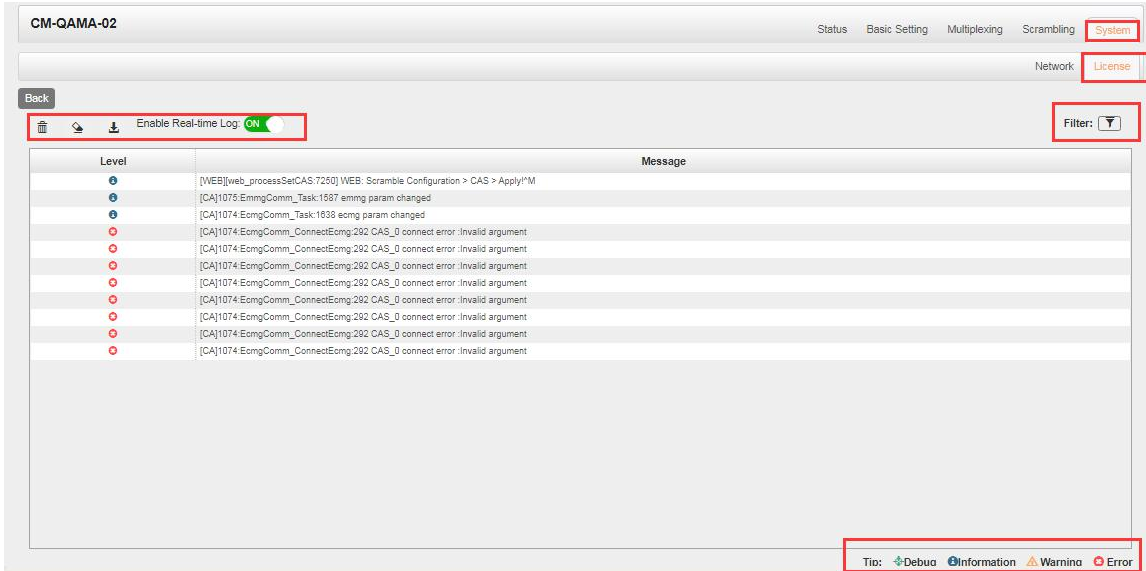 CM-QAMA-02
Status Basic Setting Multiplexing Scrambling System
Network License
Back
Enable Real-time Log: ON
Filter:
Level Message
[WEB][web_processSetCAS:7250] WEB: Scramble Configuration > CAS > Apply!^M
[CA]1075:EmmgComm_Task:1587 emmg param changed
[CA]1074:EcmgComm_Task:1638 ecmg param changed
[CA]1074:EcmgComm_ConnectEcmg:292 CAS_0 connect error :Invalid argument
[CA]1074:EcmgComm_ConnectEcmg:292 CAS_0 connect error :Invalid argument
[CA]1074:EcmgComm_ConnectEcmg:292 CAS_0 connect error :Invalid argument
[CA]1074:EcmgComm_ConnectEcmg:292 CAS_0 connect error :Invalid argument
[CA]1074:EcmgComm_ConnectEcmg:292 CAS_0 connect error :Invalid argument
[CA]1074:EcmgComm_ConnectEcmg:292 CAS_0 connect error :Invalid argument
[CA]1074:EcmgComm_ConnectEcmg:292 CAS_0 connect error :Invalid argument
[CA]1074:EcmgComm_ConnectEcmg:292 CAS_0 connect error :Invalid argument
Tip: Debug Information Warning Error